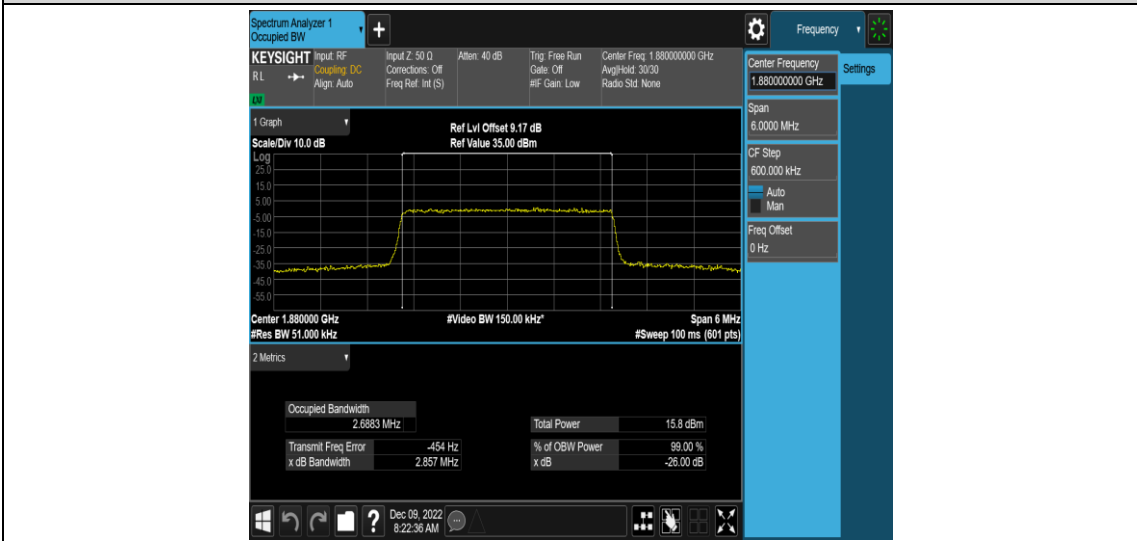 Spectrum Analyzer 1
Occupied BW
+
Frequency
KEYSIGHT
RL
LXI
Input: RF
Coupling: DC
Align: Auto
Input Z: 50 Ω
Corrections: Off
Freq Ref: Int (S)
Atten: 40 dB
Trig: Free Run
Gate: Off
#IF Gain: Low
Center Freq: 1.880000000 GHz
Avg|Hold: 30/30
Radio Std: None
Center Frequency
1.880000000 GHz
Settings
Span
6.0000 MHz
CF Step
600.000 kHz
Auto
Man
Freq Offset
0 Hz
1 Graph
Scale/Div 10.0 dB
Ref Lvl Offset 9.17 dB
Ref Value 35.00 dBm
Log
25.0
15.0
5.00
-5.00
-15.0
-25.0
-35.0
-45.0
-55.0
Center 1.880000 GHz
#Video BW 150.00 kHz*
Span 6 MHz
#Res BW 51.000 kHz
#Sweep 100 ms (601 pts)
2 Metrics
Occupied Bandwidth
2.6883 MHz
Total Power 15.8 dBm
Transmit Freq Error -454 Hz
% of OBW Power 99.00 %
x dB Bandwidth 2.857 MHz
x dB -26.00 dB
?
Dec 09, 2022
8:22:36 AM